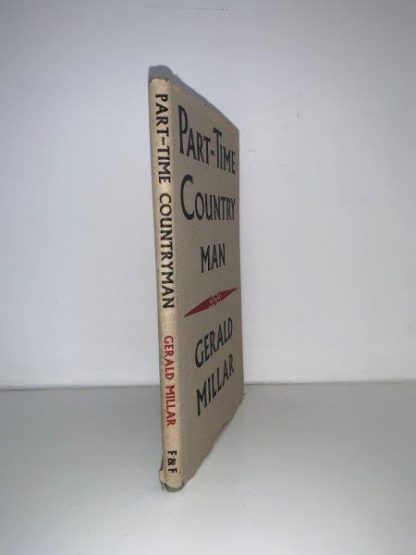 PART-TIME COUNTRYMAN
GERALD MILLAR
F & F
PART-TIME
COUNTRY
MAN
GERALD
MILLAR